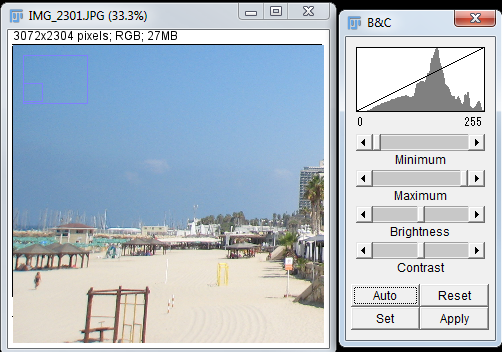 IMG_2301.JPG (33.3%)
3072x2304 pixels; RGB; 27MB
B&C
0 255
Minimum
Maximum
Brightness
Contrast
Auto Reset
Set Apply